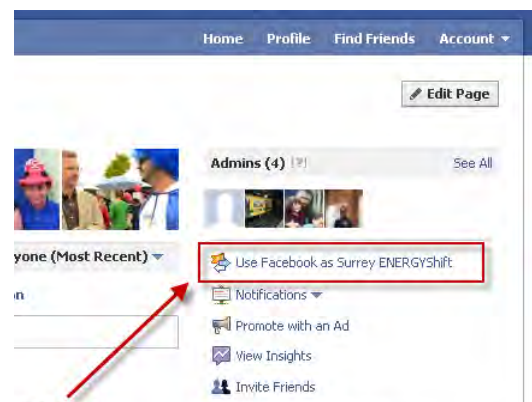 Home Profile Find Friends Account
Edit Page
Admins (4) [?] See All
yone (Most Recent)
Use Facebook as Surrey ENERGYShift
n
Notifications
Promote with an Ad
View Insights
Invite Friends